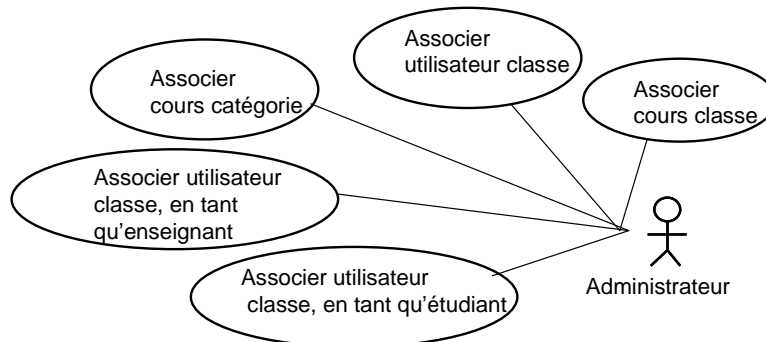 Associer
utilisateur classe
Associer
cours catégorie
Associer
cours classe
Associer utilisateur
classe, en tant
qu’enseignant
Associer utilisateur
classe, en tant qu’étudiant
Administrateur